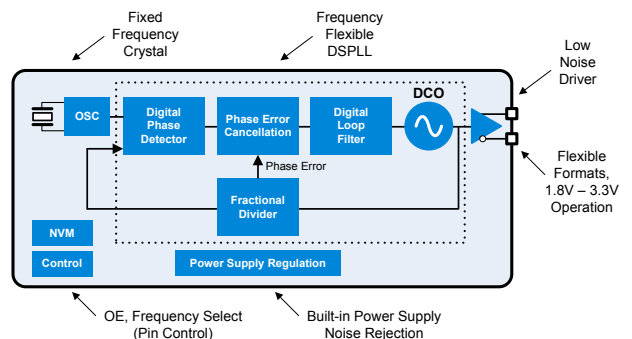 Fixed
Frequency
Crystal
Frequency
Flexible
DSPLL
Low
Noise
Driver
OSC
Digital
Phase
Detector
Phase Error
Cancellation
Digital
Loop
Filter
DCO
Phase Error
Fractional
Divider
Flexible
Formats,
1.8V – 3.3V
Operation
NVM
Control
Power Supply Regulation
OE, Frequency Select
(Pin Control)
Built-in Power Supply
Noise Rejection